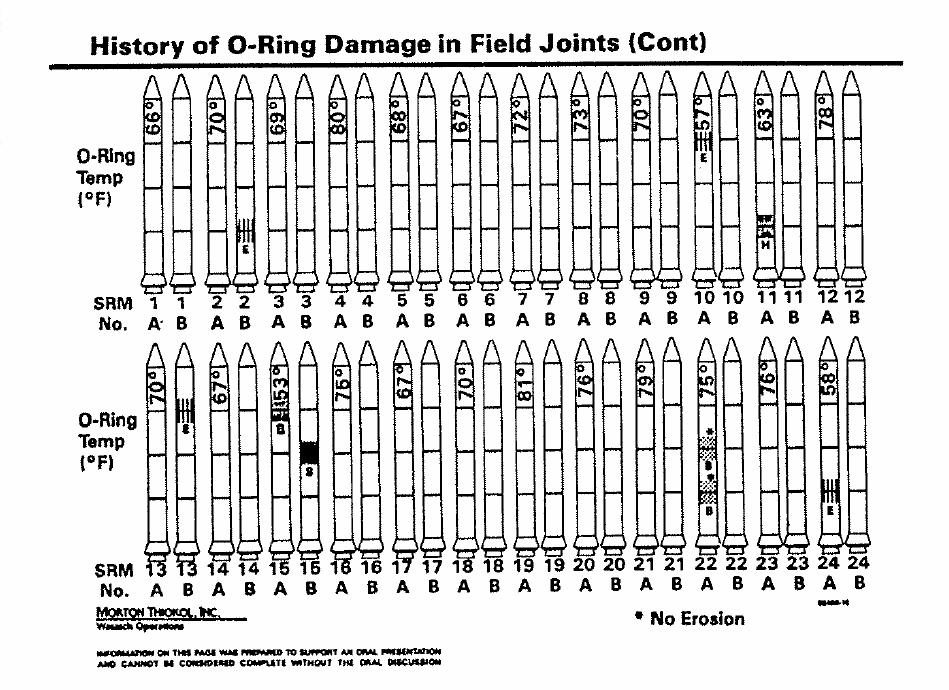 History of O-Ring Damage in Field Joints (Cont)
66° 70° 69° 80° 68° 67° 72° 73° 70° 57° 63° 78°
O-Ring
Temp
(°F)
E
E
H
SRM 1 1 2 2 3 3 4 4 5 5 6 6 7 7 8 8 9 9 10 10 11 11 12 12
No. A B A B A B A B A B A B A B A B A B A B A B A B
70° 67° 53° 75° 67° 70° 81° 76° 79° 75° 76° 58°
O-Ring
Temp
(°F)
E
B
S
*
B
*
B
E
SRM 13 13 14 14 15 15 16 16 17 17 18 18 19 19 20 20 21 21 22 22 23 23 24 24
No. A B A B A B A B A B A B A B A B A B A B A B A B
MORTON THIOKOL, INC.
Wasatch Operations
* No Erosion
INFORMATION ON THIS PAGE WAS PREPARED TO SUPPORT AN ORAL PRESENTATION
AND CANNOT BE CONSIDERED COMPLETE WITHOUT THE ORAL DISCUSSION